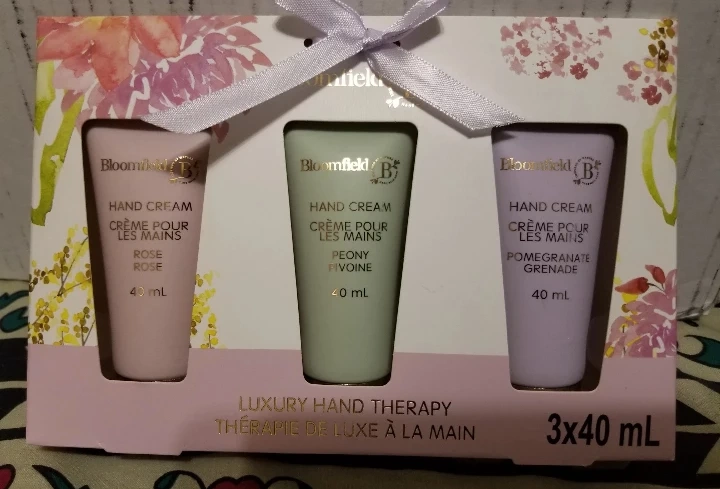 Bloomfield
Bloomfield B
HAND CREAM
CRÈME POUR
LES MAINS
ROSE
ROSE
40 mL
Bloomfield B
HAND CREAM
CRÈME POUR
LES MAINS
PEONY
PIVOINE
40 mL
Bloomfield B
HAND CREAM
CRÈME POUR
LES MAINS
POMEGRANATE
GRENADE
40 mL
LUXURY HAND THERAPY
THÉRAPIE DE LUXE À LA MAIN
3x40 mL